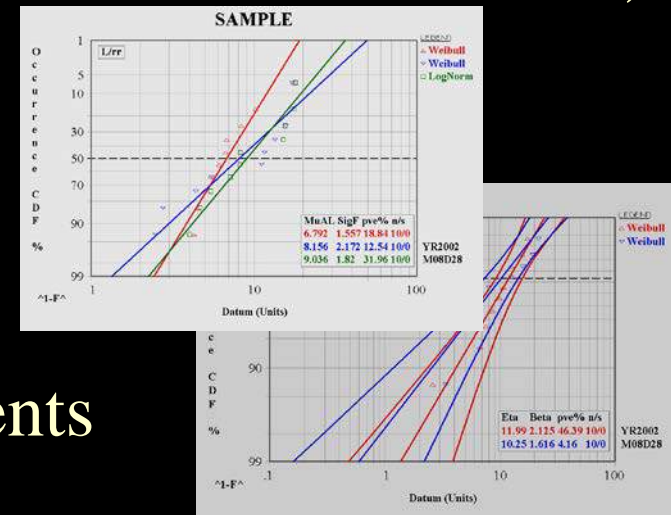 SAMPLE
Occurrence CDF %
1
5
10
30
50
70
90
99
L/rr
LEGEND
Weibull
Weibull
LogNorm
MuAL SigF pve% n/s
6.792 1.557 18.84 10/0
8.156 2.172 12.54 10/0
9.036 1.82 31.96 10/0
YR2002
M08D28
1 10 100
^1-F^
Datum (Units)
ents
LEGEND
Weibull
Weibull
c
e
CDF
%
90
99
Eta Beta pve% n/s
11.99 2.125 46.39 10/0
10.25 1.616 4.16 10/0
YR2002
M08D28
.1 1 10 100
^1-F^
Datum (Units)